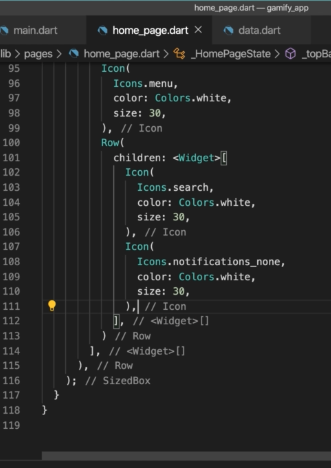 home_page.dart — gamify_app
main.dart home_page.dart × data.dart
lib > pages > home_page.dart > _HomePageState > _topBa
95 Icon(
96 Icons.menu,
97 color: Colors.white,
98 size: 30,
99 ), // Icon
100 Row(
101 children: <Widget>[
102 Icon(
103 Icons.search,
104 color: Colors.white,
105 size: 30,
106 ), // Icon
107 Icon(
108 Icons.notifications_none,
109 color: Colors.white,
110 size: 30,
111 ), // Icon
112 ], // <Widget>[]
113 ) // Row
114 ], // <Widget>[]
115 ), // Row
116 ); // SizedBox
117 }
118 }
119